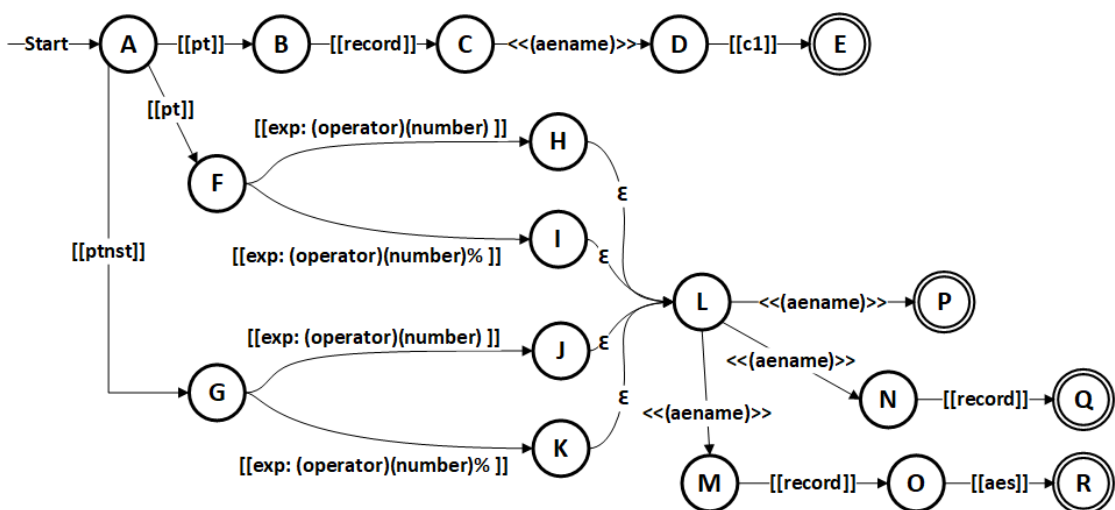 Start A [[pt]] B [[record]] C <<(aename)>> D [[c1]] E
[[pt]]
[[exp: (operator)(number) ]] H
F ε
[[ptnst]] [[exp: (operator)(number)% ]] I ε
L <<(aename)>> P
[[exp: (operator)(number) ]] J ε
<<(aename)>>
G ε N [[record]] Q
<<(aename)>>
[[exp: (operator)(number)% ]] K
M [[record]] O [[aes]] R